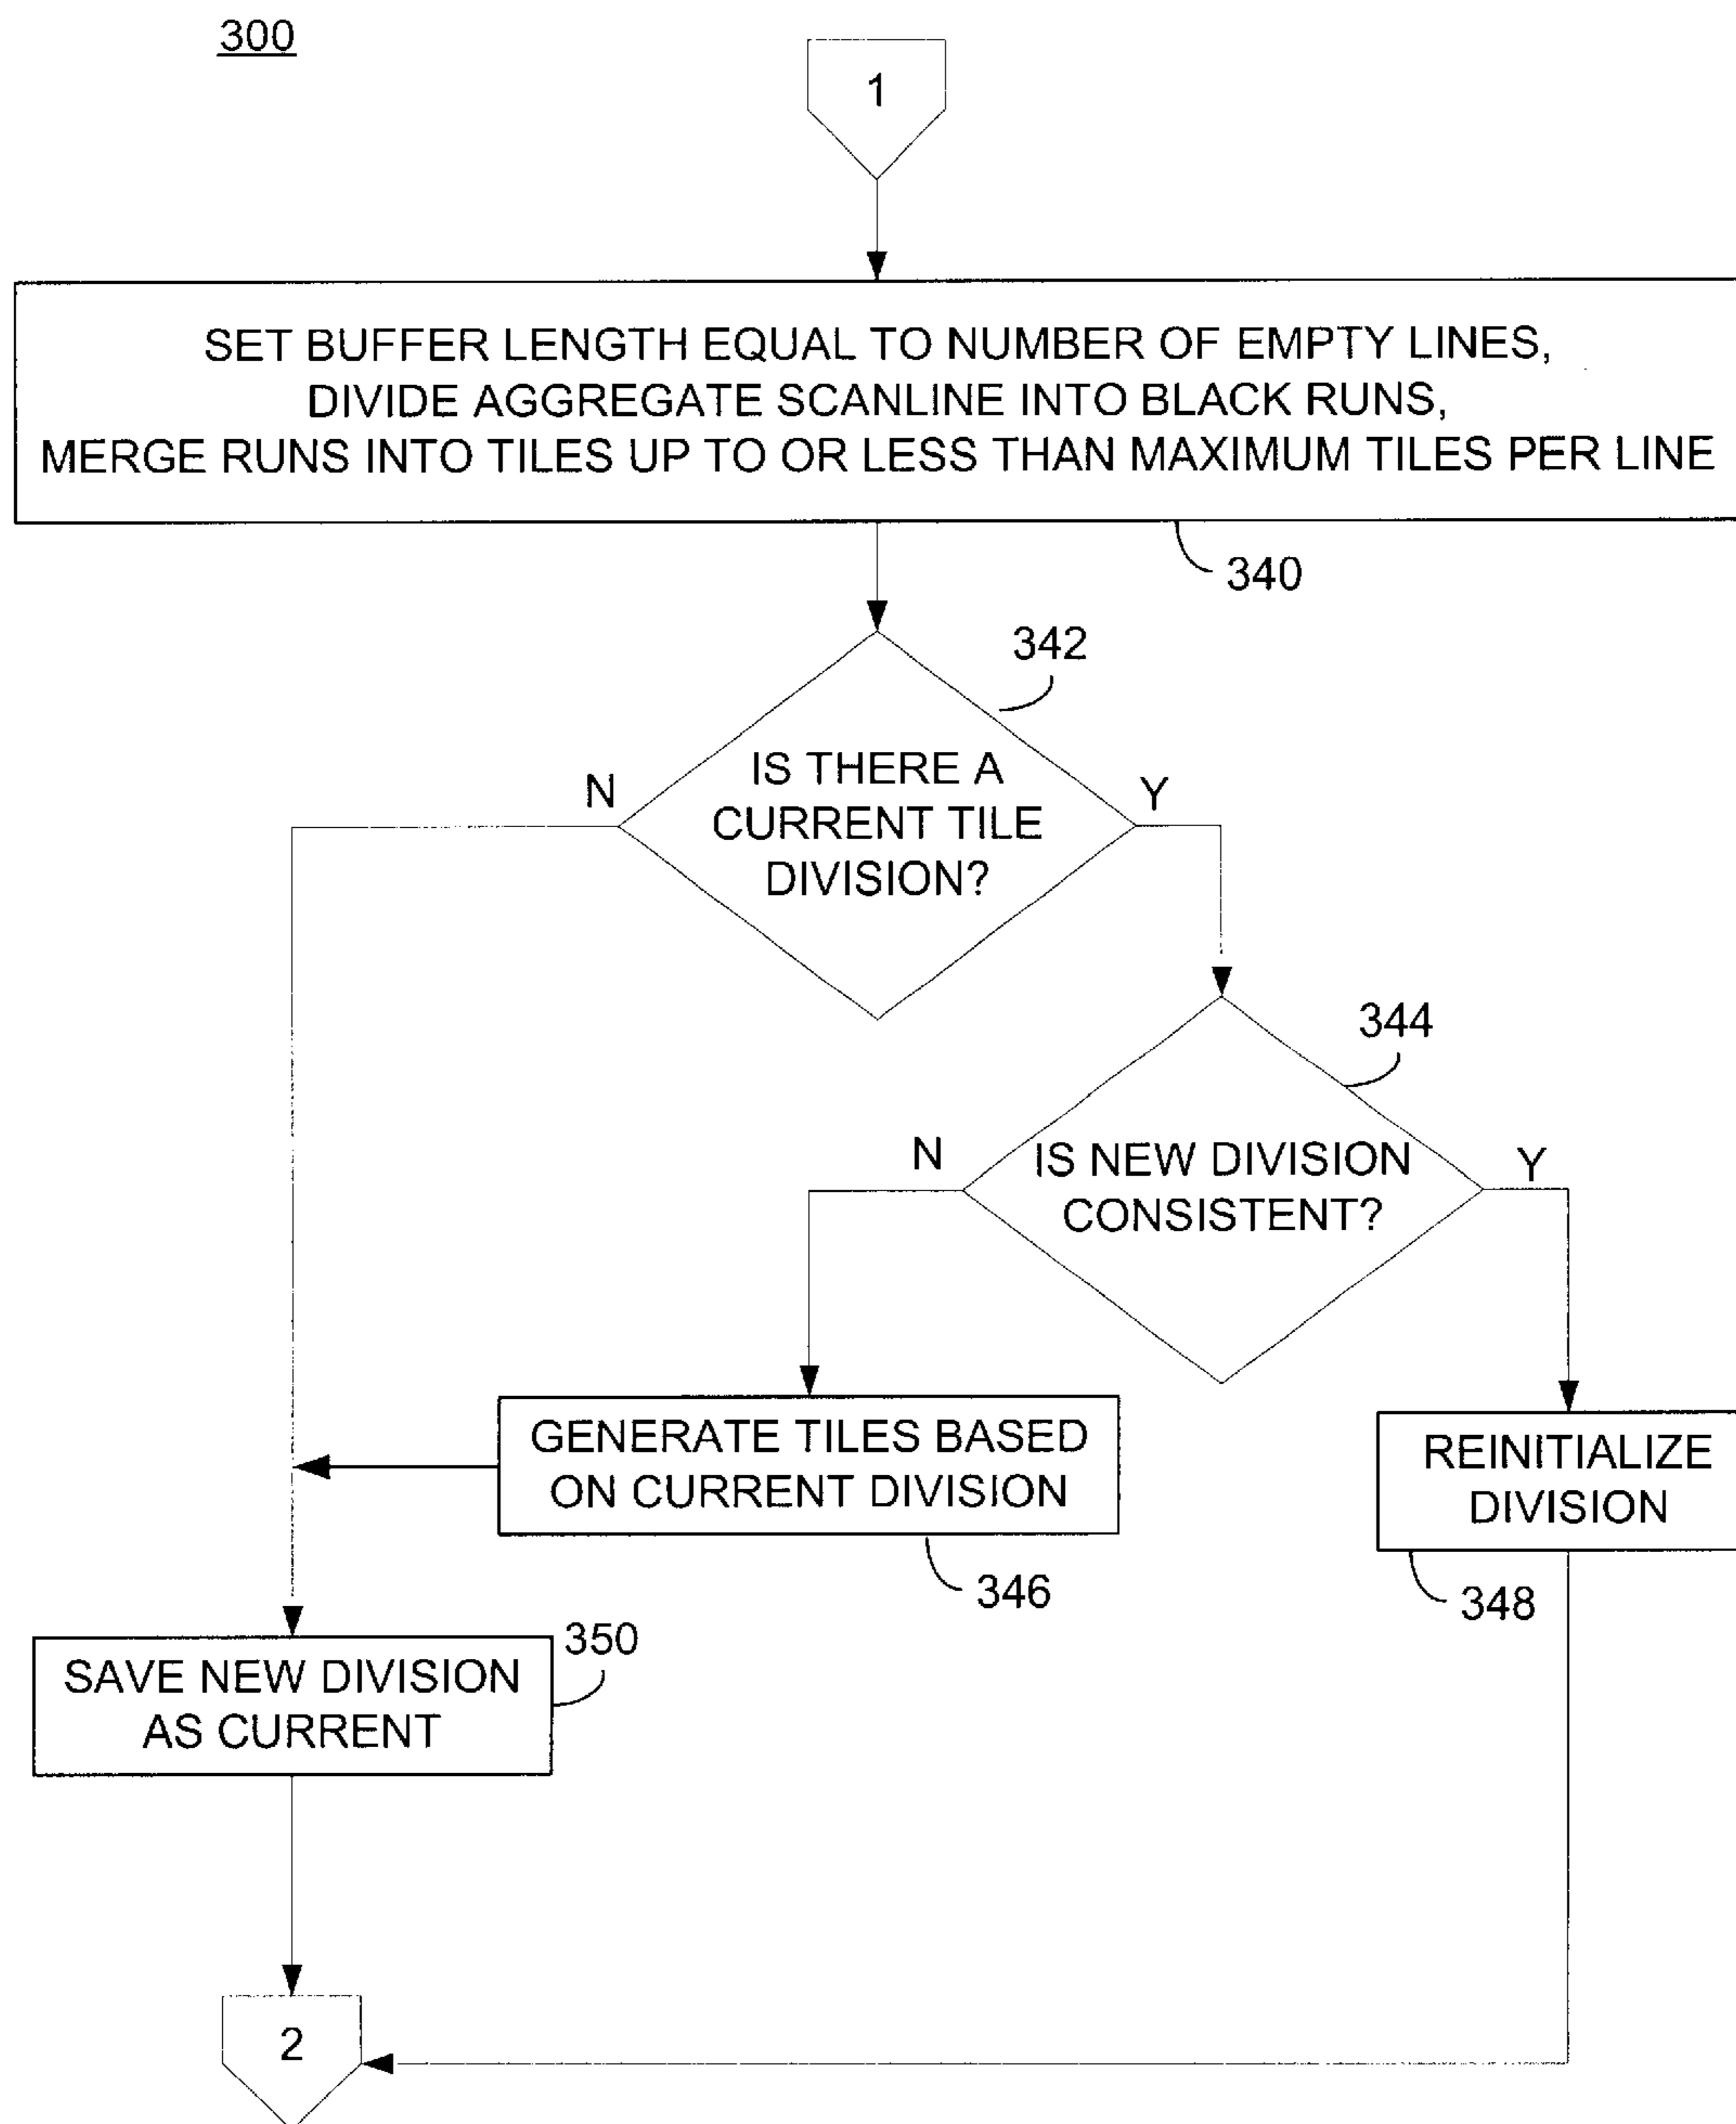 300
1
SET BUFFER LENGTH EQUAL TO NUMBER OF EMPTY LINES,
DIVIDE AGGREGATE SCANLINE INTO BLACK RUNS,
MERGE RUNS INTO TILES UP TO OR LESS THAN MAXIMUM TILES PER LINE
340
342
IS THERE A
CURRENT TILE
DIVISION?
N
Y
344
IS NEW DIVISION
CONSISTENT?
N
Y
GENERATE TILES BASED
ON CURRENT DIVISION
346
REINITIALIZE
DIVISION
348
350
SAVE NEW DIVISION
AS CURRENT
2